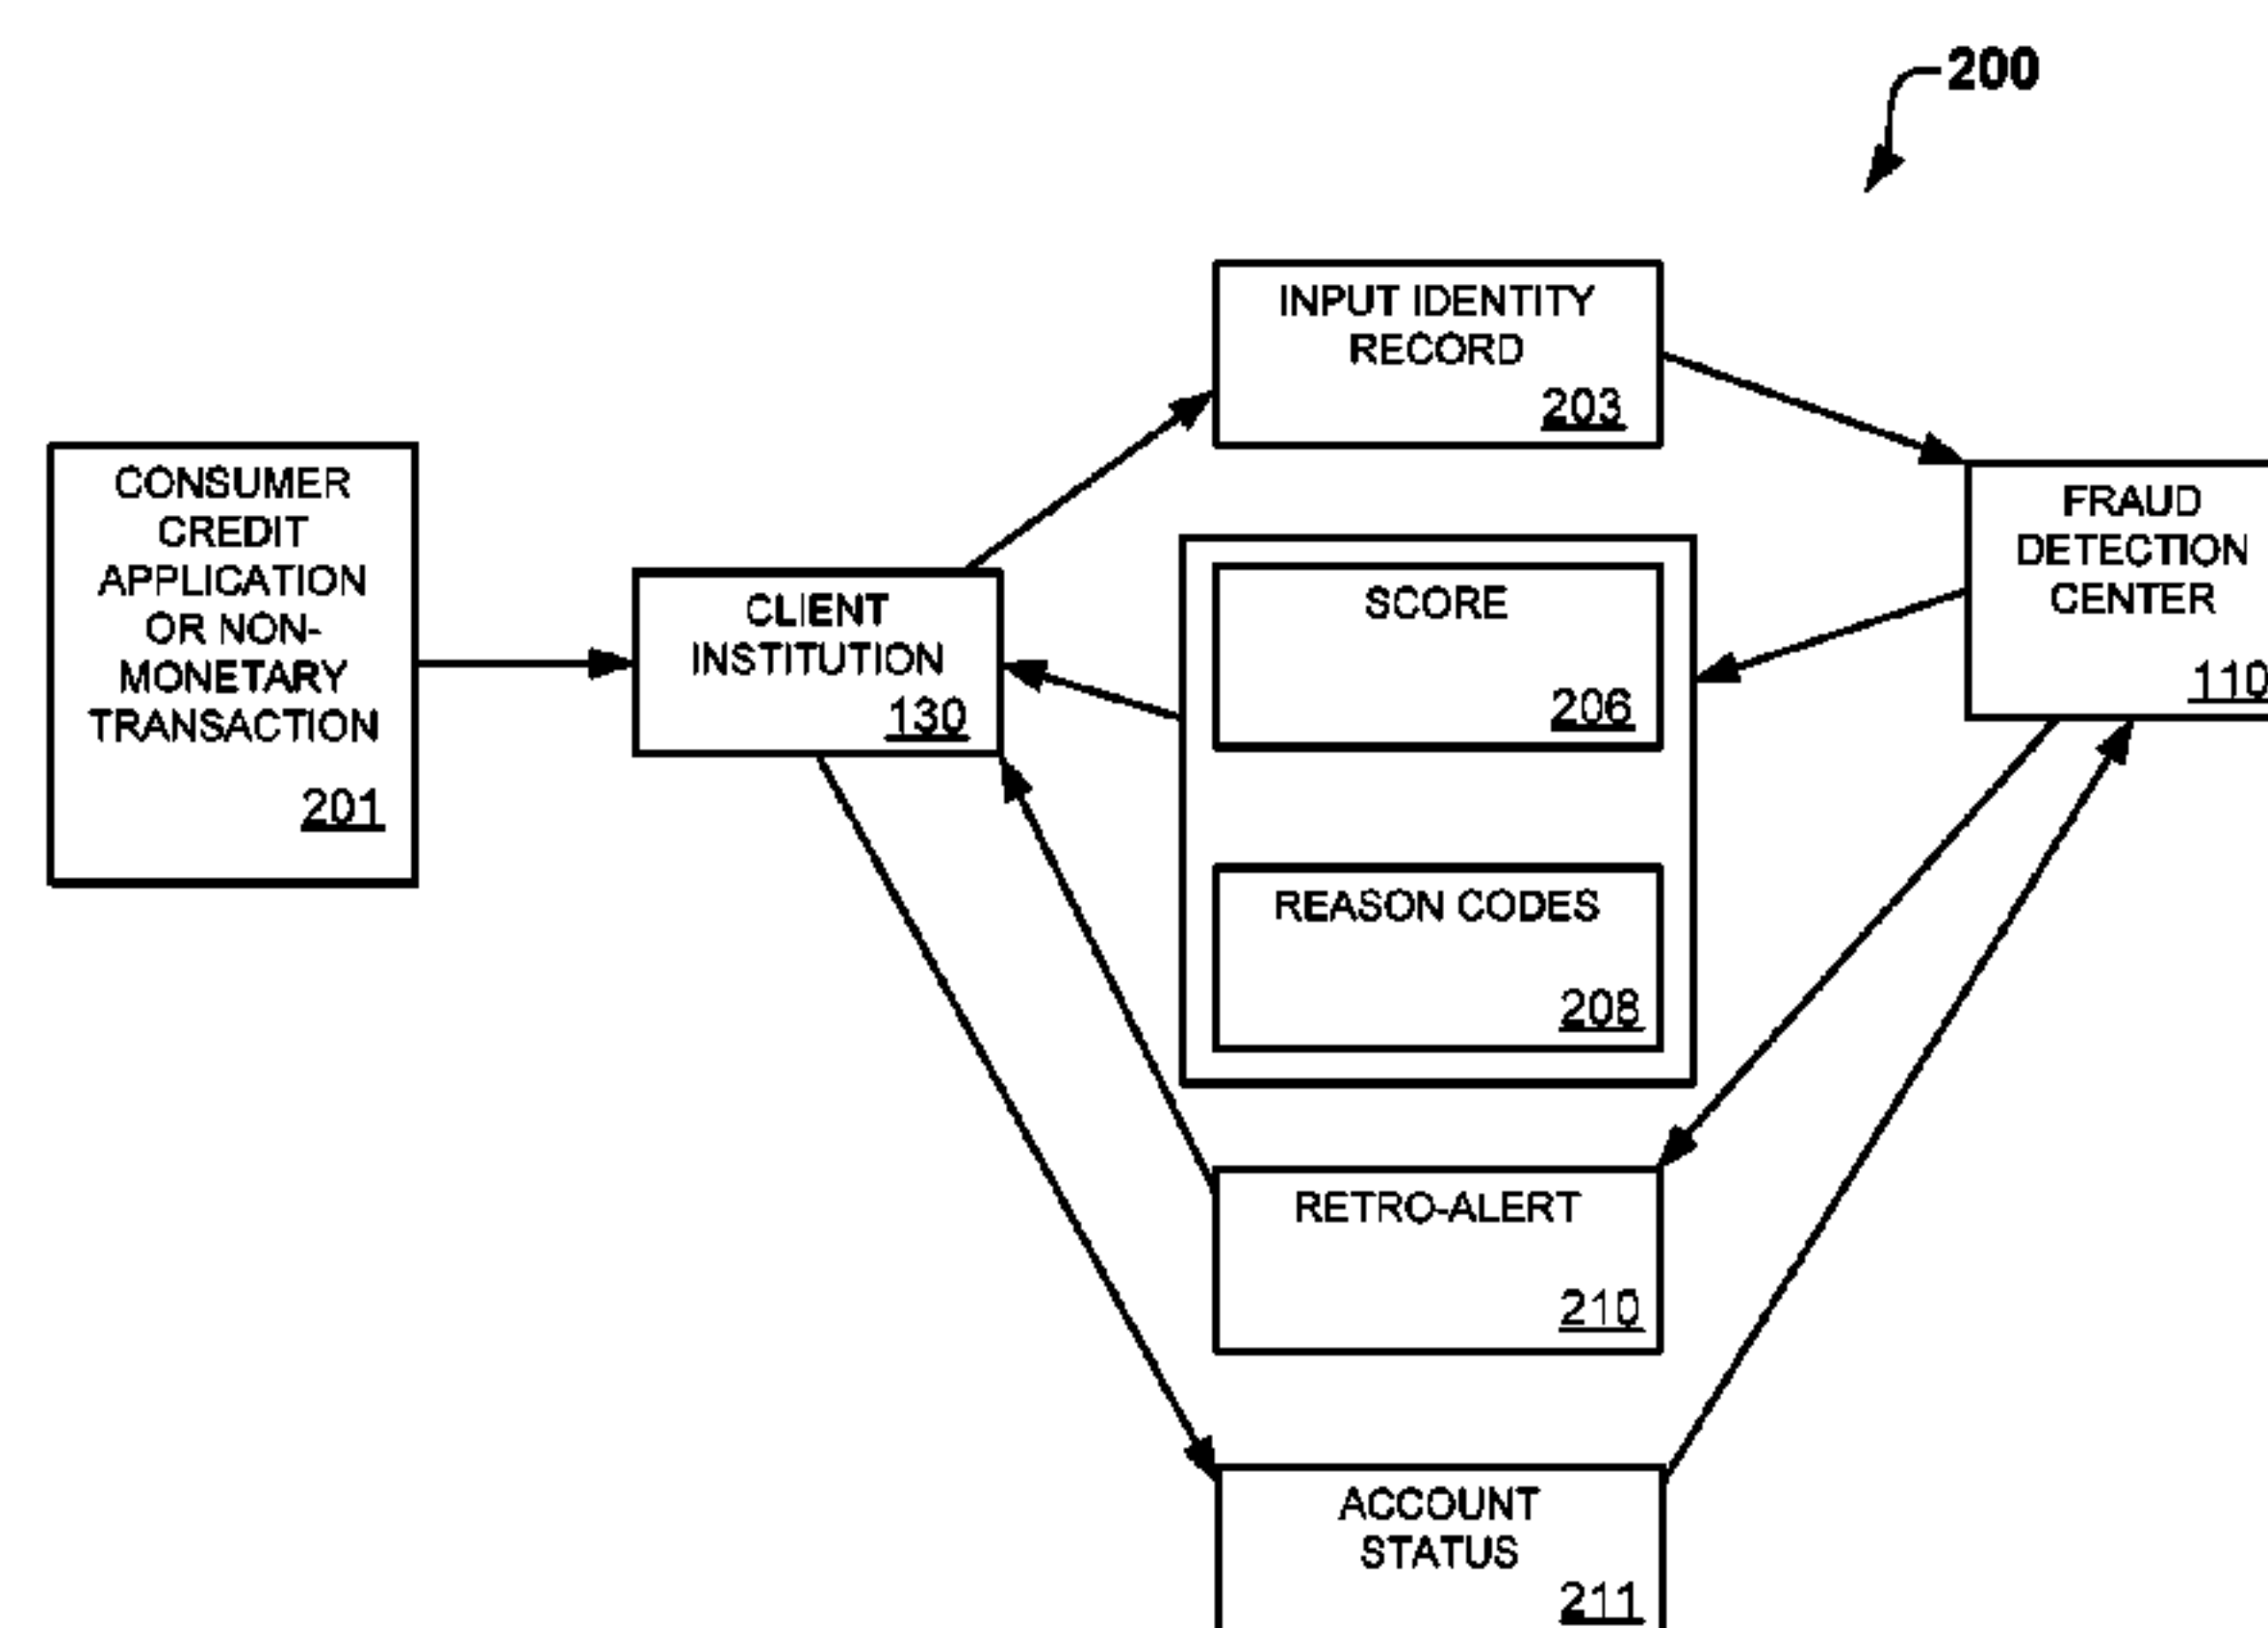 200
INPUT IDENTITY
RECORD
203
CONSUMER
CREDIT
APPLICATION
OR NON-
MONETARY
TRANSACTION
201
CLIENT
INSTITUTION
130
SCORE
206
REASON CODES
208
FRAUD
DETECTION
CENTER
110
RETRO-ALERT
210
ACCOUNT
STATUS
211